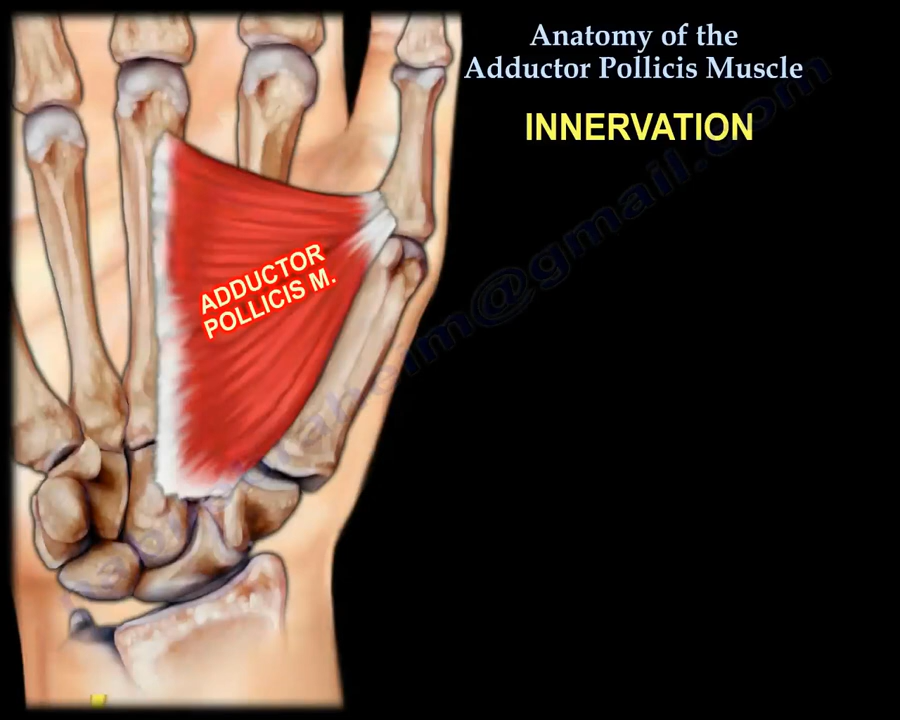 Anatomy of the
Adductor Pollicis Muscle
INNERVATION
ADDUCTOR
POLLICIS M.